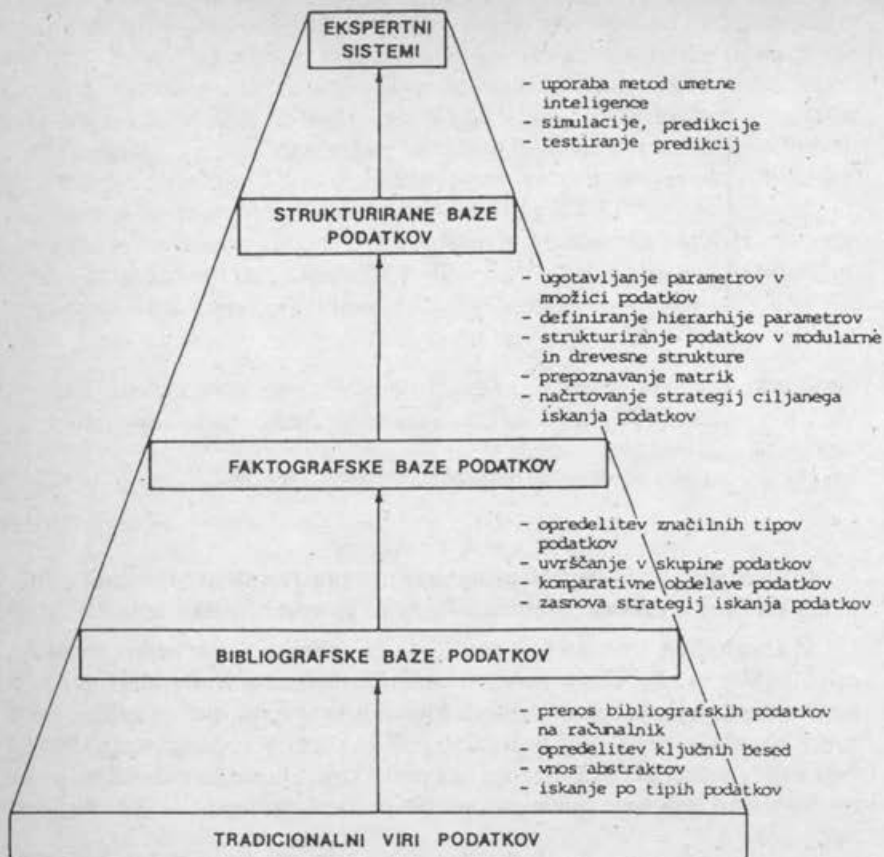 EKSPERTNI
SISTEMI
- uporaba metod umetne
inteligence
- simulacije, predikcije
- testiranje predikcij
STRUKTURIRANE BAZE
PODATKOV
- ugotavljanje parametrov v
množici podatkov
- definiranje hierarhije parametrov
- strukturiranje podatkov v modularne
in drevesne strukture
- prepoznavanje matrik
- načrtovanje strategij ciljanega
iskanja podatkov
FAKTOGRAFSKE BAZE PODATKOV
- opredelitev značilnih tipov
podatkov
- uvrščanje v skupine podatkov
- komparativne obdelave podatkov
- zasnova strategij iskanja podatkov
BIBLIOGRAFSKE BAZE PODATKOV
- prenos bibliografskih podatkov
na računalnik
- opredelitev ključnih besed
- vnos abstraktov
- iskanje po tipih podatkov
TRADICIONALNI VIRI PODATKOV